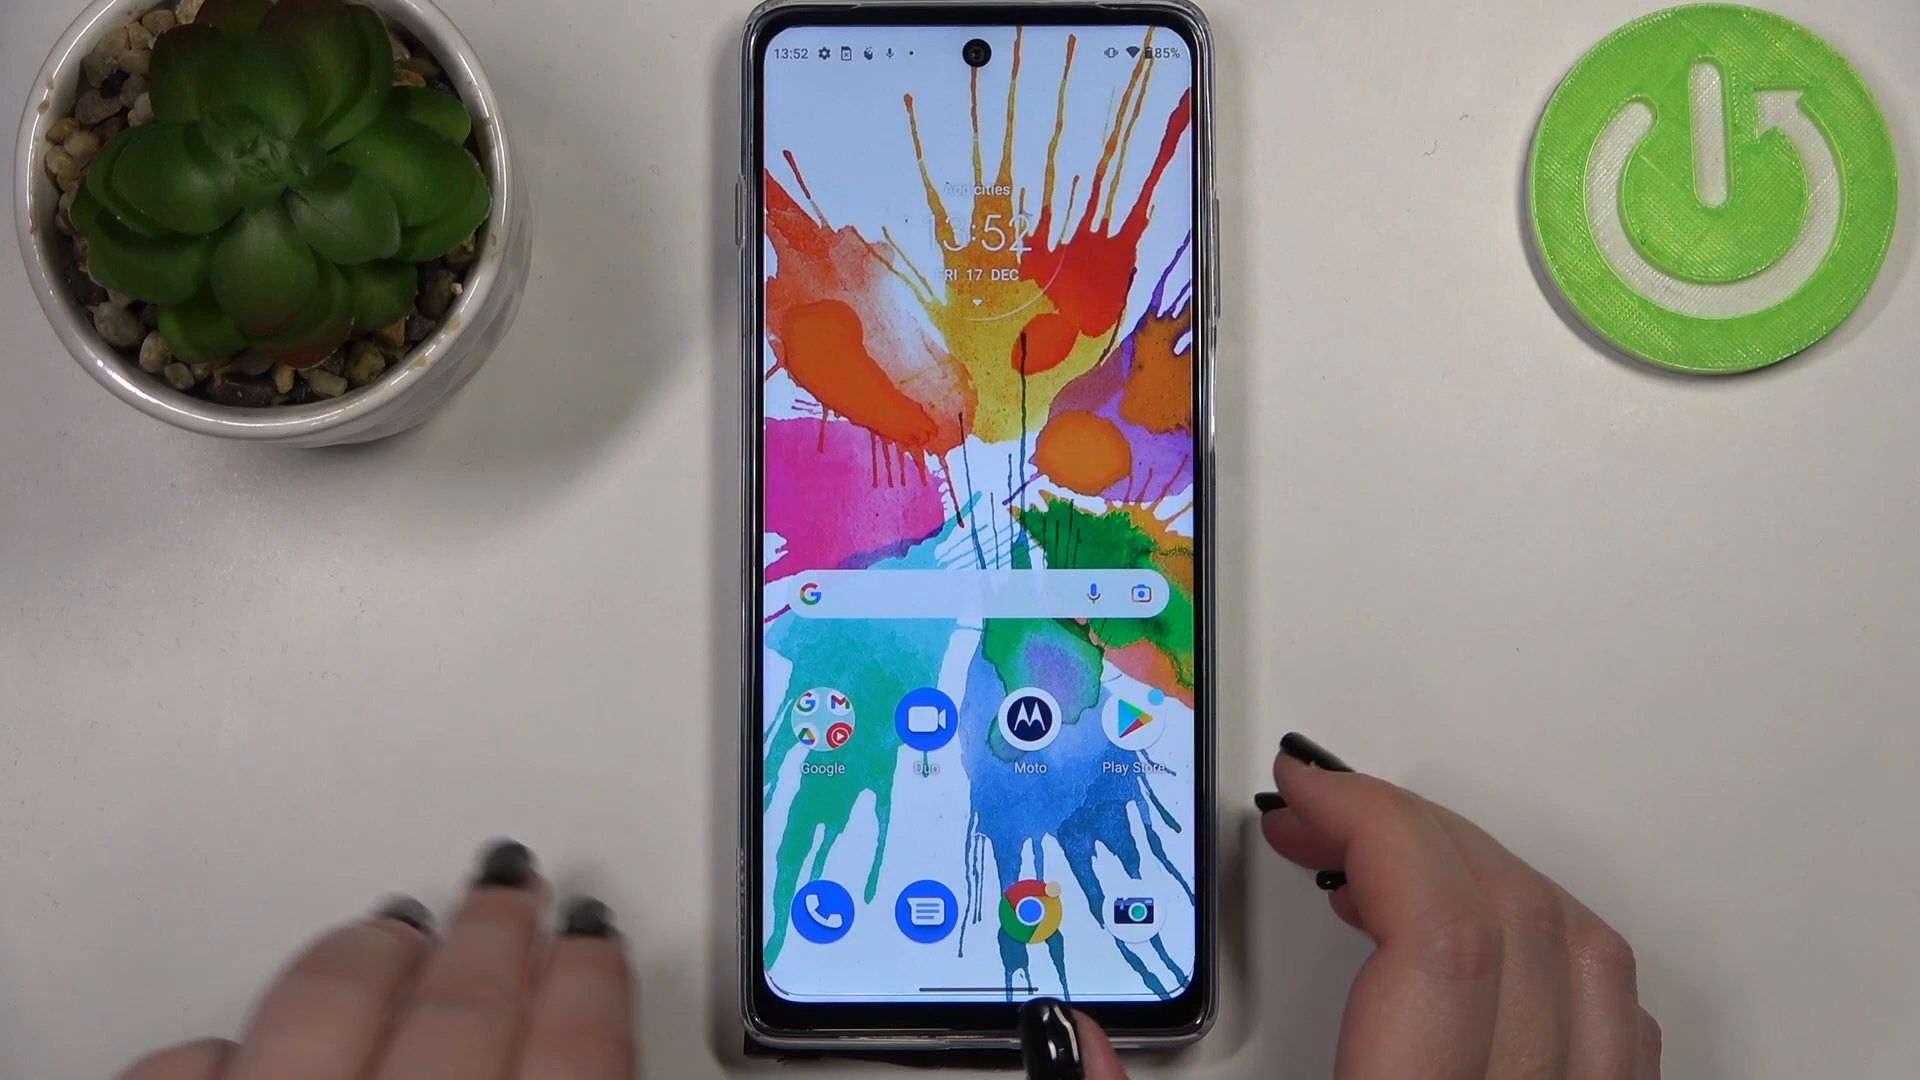 13:52
85%
Add cities
13:52
FRI 17 DEC
Google
Duo
Moto
Play Store